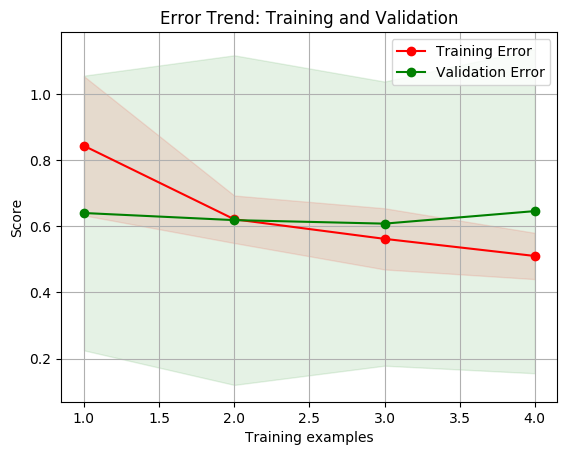 Error Trend: Training and Validation
Training Error
Validation Error
Score
1.0
0.8
0.6
0.4
0.2
1.0
1.5
2.0
2.5
3.0
3.5
4.0
Training examples